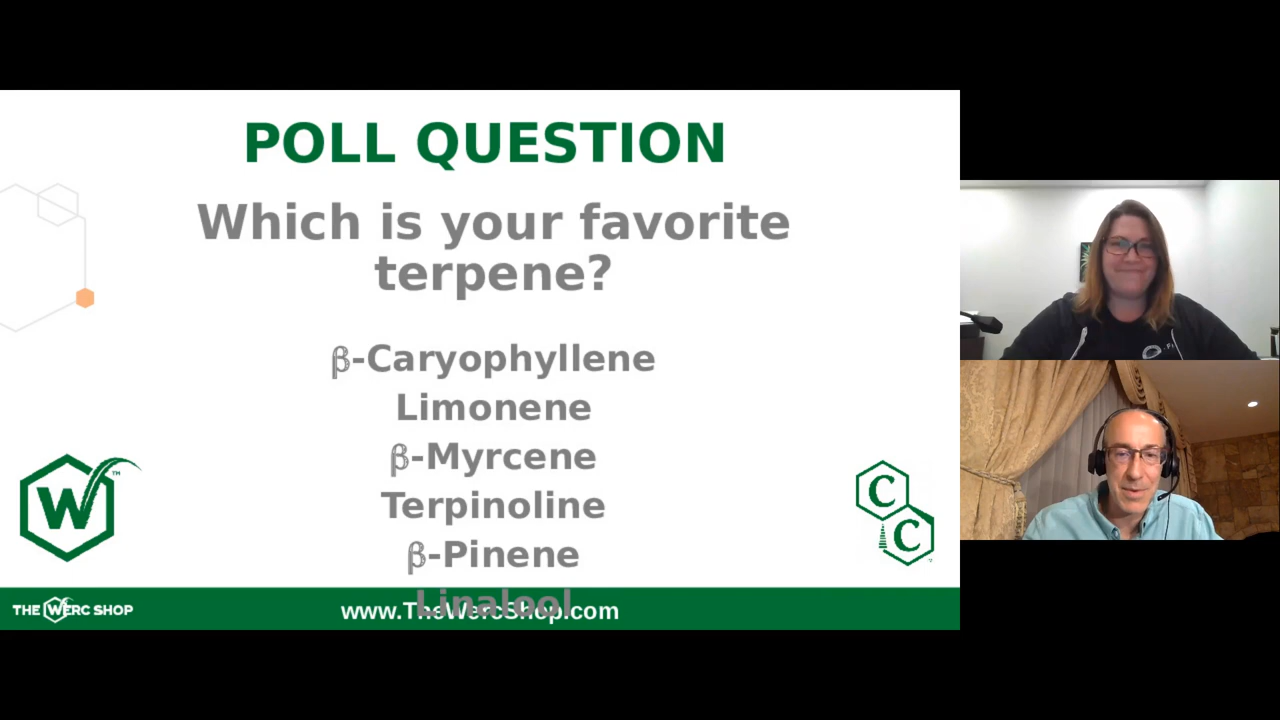 POLL QUESTION
Which is your favorite
terpene?
β-Caryophyllene
Limonene
β-Myrcene
Terpinoline
β-Pinene
Linalool
W™
C
C
THE WERC SHOP
www.TheWercShop.com